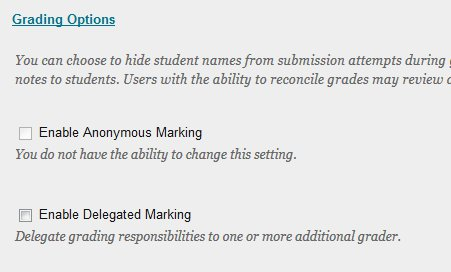 Grading Options
You can choose to hide student names from submission attempts during
notes to students. Users with the ability to reconcile grades may review
Enable Anonymous Marking
You do not have the ability to change this setting.
Enable Delegated Marking
Delegate grading responsibilities to one or more additional grader.